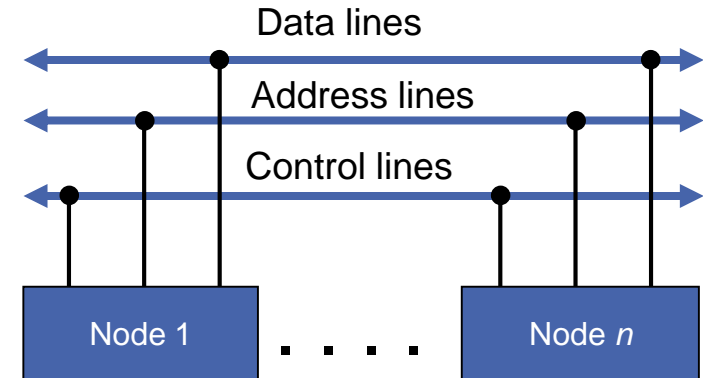 Data lines
Address lines
Control lines
Node 1
. . . .
Node n